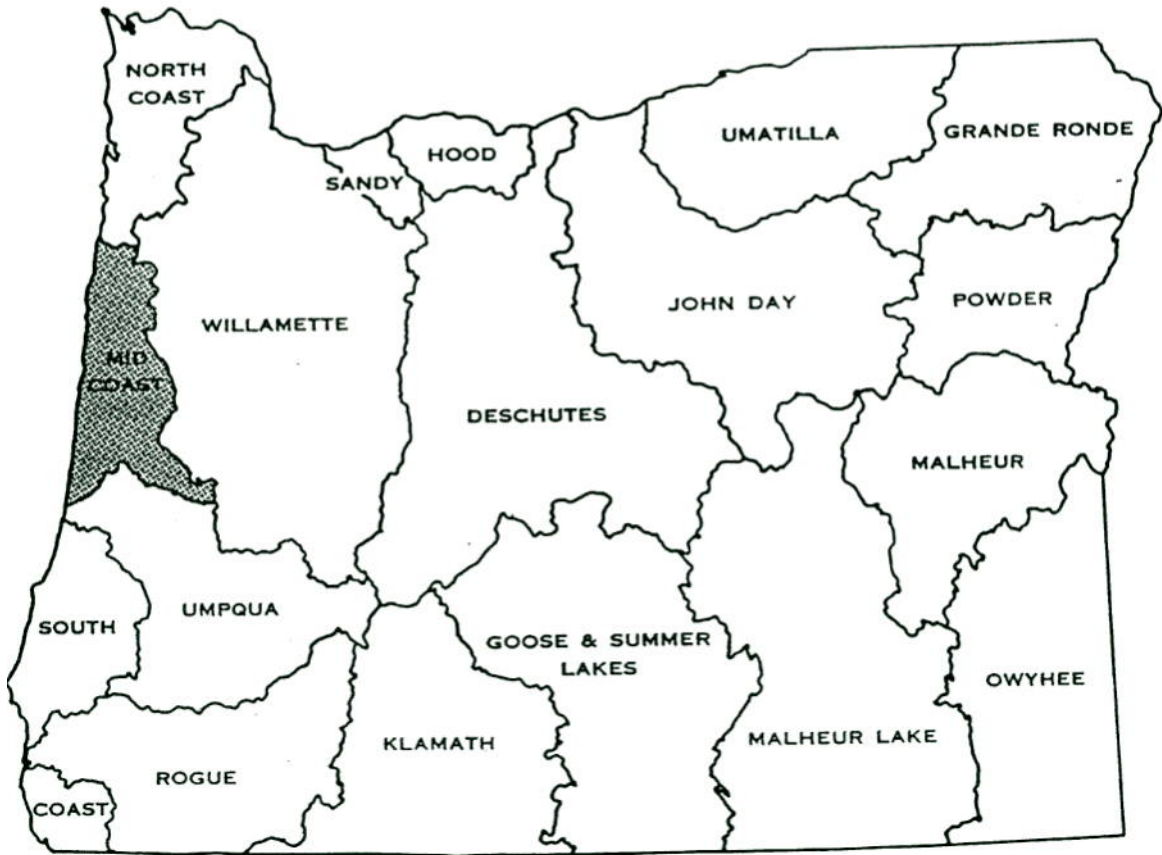 NORTH
COAST
UMATILLA
GRANDE RONDE
HOOD
SANDY
JOHN DAY
POWDER
WILLAMETTE
MID
COAST
DESCHUTES
MALHEUR
UMPQUA
SOUTH
GOOSE & SUMMER
LAKES
OWYHEE
KLAMATH
MALHEUR LAKE
ROGUE
COAST